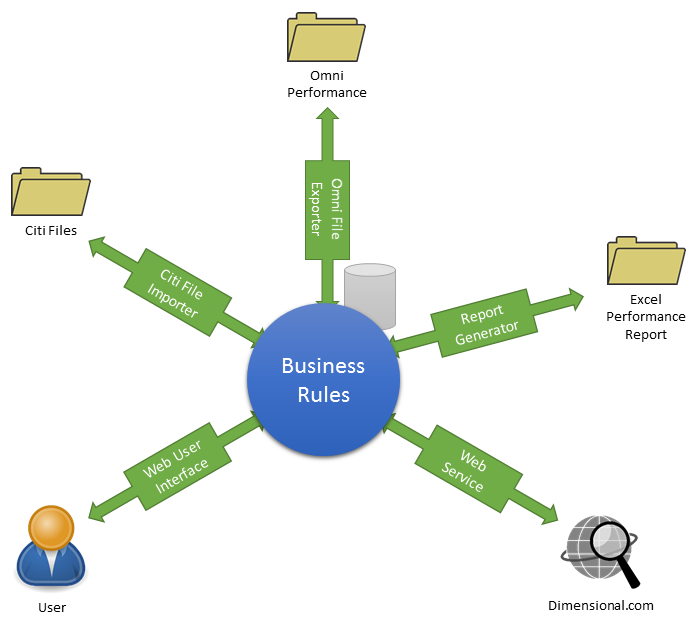 Omni
Performance
Citi Files
Omni File
Exporter
Citi File
Importer
Excel
Performance
Report
Report
Generator
Business
Rules
Web User
Interface
Web
Service
User
Dimensional.com